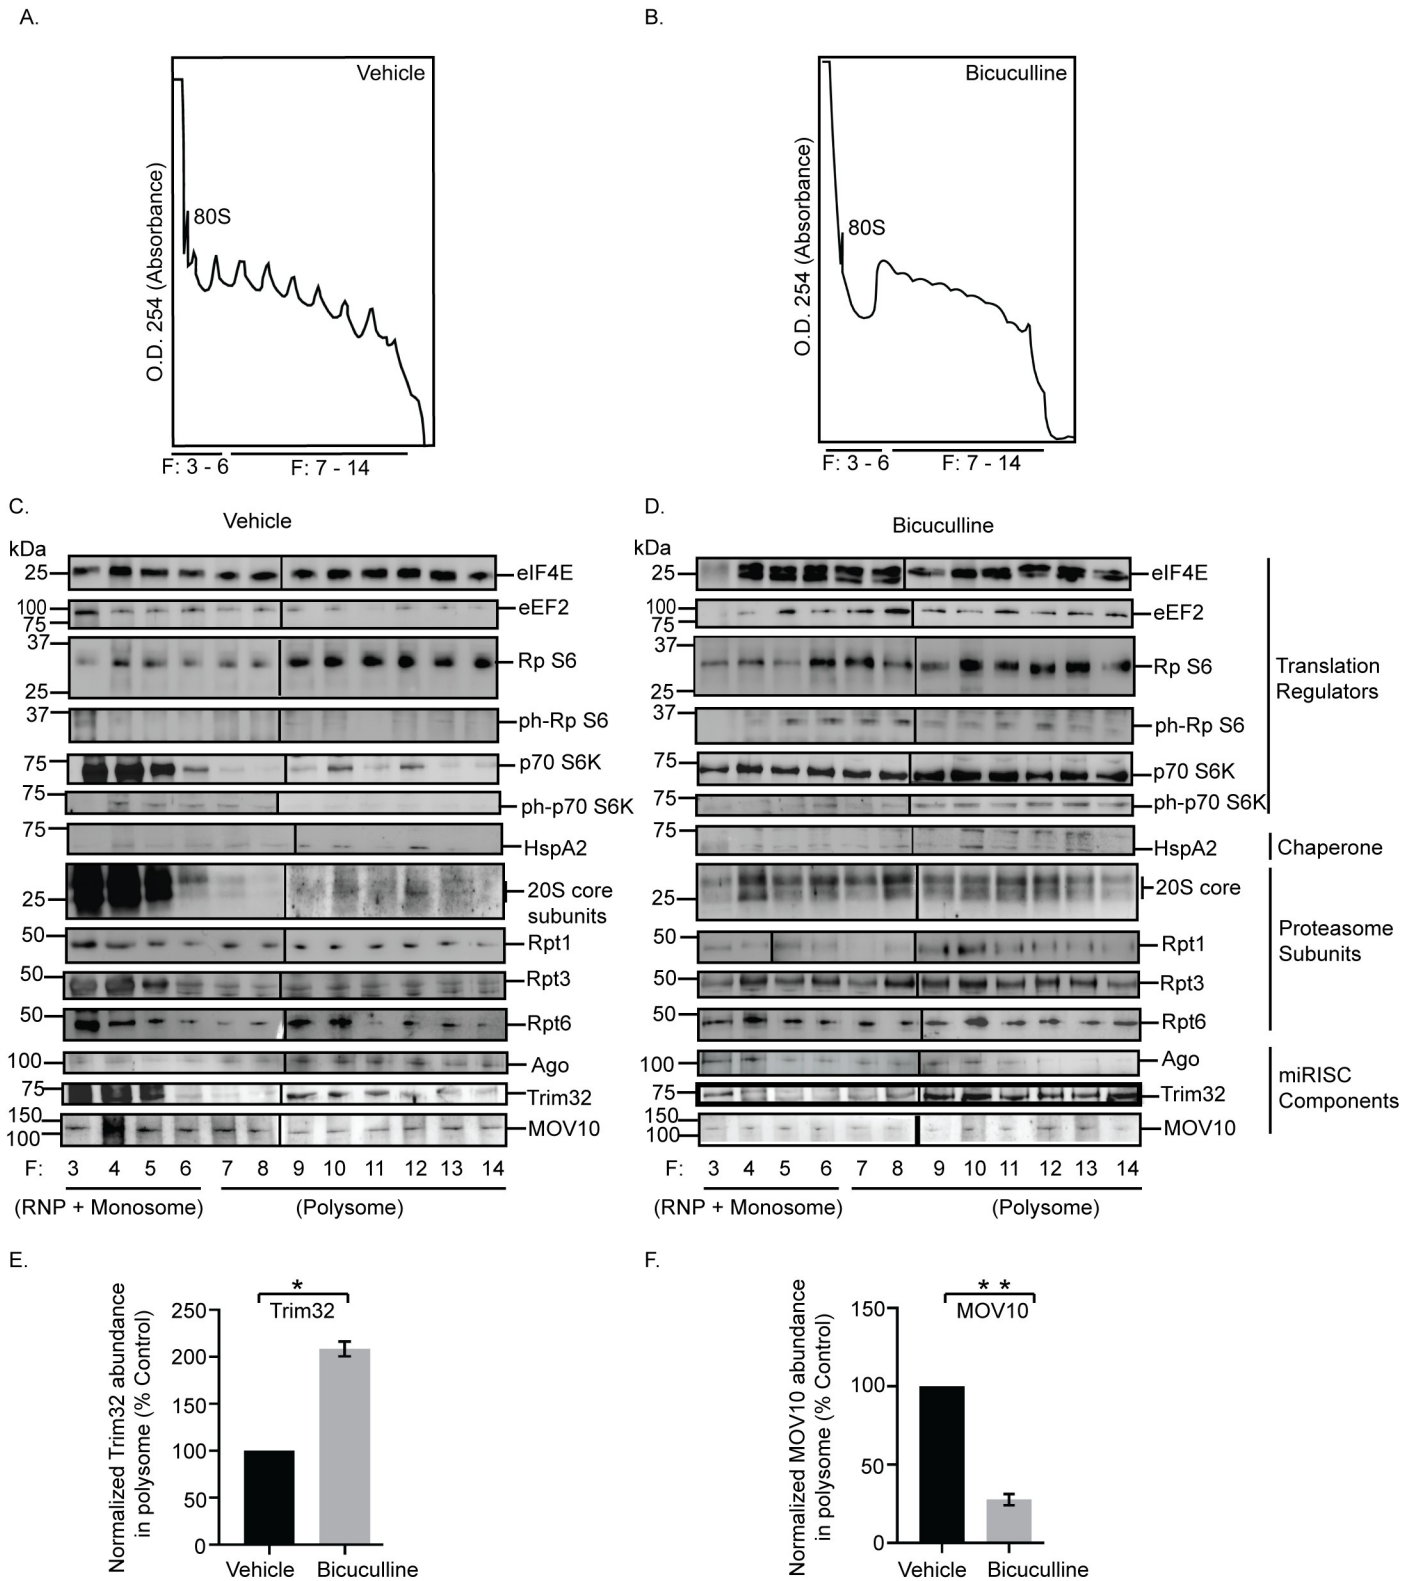 A.
Vehicle
O.D. 254 (Absorbance)
80S
F: 3 - 6
F: 7 - 14
B.
Bicuculline
O.D. 254 (Absorbance)
80S
F: 3 - 6
F: 7 - 14
C.
Vehicle
kDa
25
eIF4E
100
75
eEF2
37
25
Rp S6
37
ph-Rp S6
75
p70 S6K
75
ph-p70 S6K
75
HspA2
25
20S core
subunits
50
Rpt1
50
Rpt3
50
Rpt6
100
Ago
75
Trim32
150
100
MOV10
F: 3 4 5 6 7 8 9 10 11 12 13 14
(RNP + Monosome)
(Polysome)
D.
Bicuculline
kDa
25
eIF4E
100
75
eEF2
37
25
Rp S6
37
ph-Rp S6
75
p70 S6K
75
ph-p70 S6K
75
HspA2
25
20S core
50
Rpt1
50
Rpt3
50
Rpt6
100
Ago
75
Trim32
150
100
MOV10
Translation
Regulators
Chaperone
Proteasome
Subunits
miRISC
Components
F: 3 4 5 6 7 8 9 10 11 12 13 14
(RNP + Monosome)
(Polysome)
E.
Normalized Trim32 abundance
in polysome (% Control)
250
200
150
100
50
0
*
Trim32
Vehicle
Bicuculline
F.
Normalized MOV10 abundance
in polysome (% Control)
150
100
50
0
* *
MOV10
Vehicle
Bicuculline